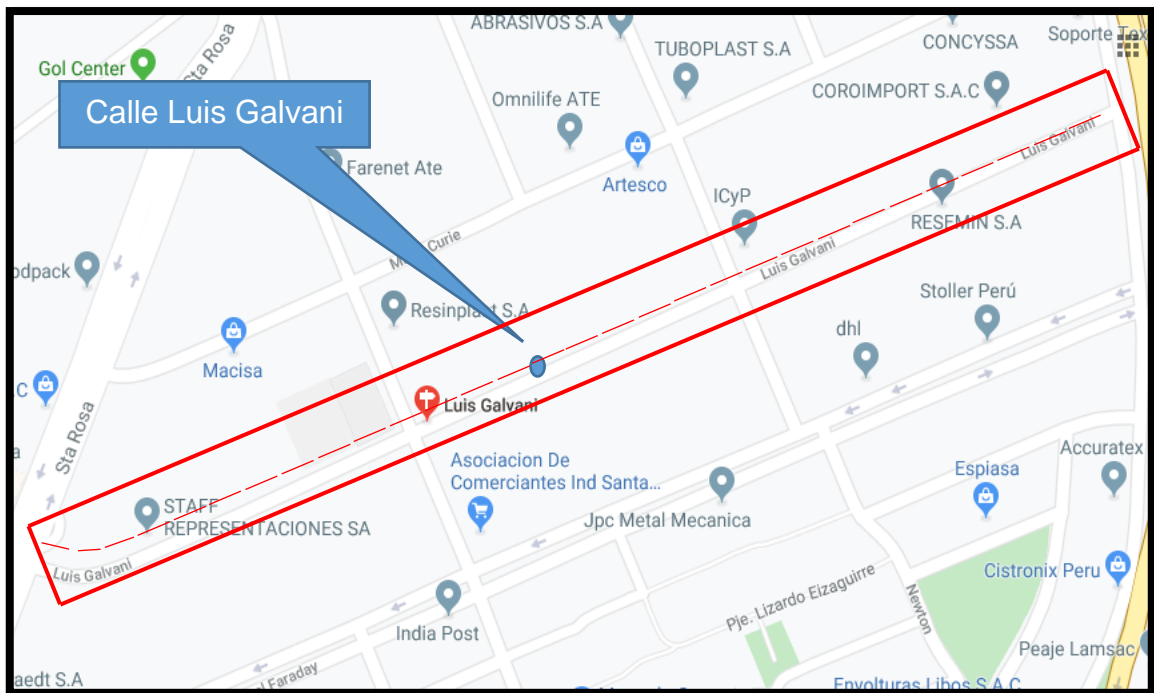 ABRASIVOS S.A
TUBOPLAST S.A
CONCYSSA
Soporte Tex
Gol Center
Sta Rosa
Calle Luis Galvani
Omnilife ATE
COROIMPORT S.A.C
Luis Galvani
Farenet Ate
Artesco
ICyP
RESEMIN S.A
Curie
Luis Galvani
odpack
Resinplast S.A
Stoller Perú
dhl
Macisa
C
Luis Galvani
Sta Rosa
a
Asociacion De
Comerciantes Ind Santa...
Accuratex
Espiasa
STAFF
REPRESENTACIONES SA
Jpc Metal Mecanica
Luis Galvani
Cistronix Peru
Pje. Lizardo Eizaguirre
Newton
India Post
Peaje Lamsac
aedt S.A
el Faraday
Envolturas Libos S.A.C